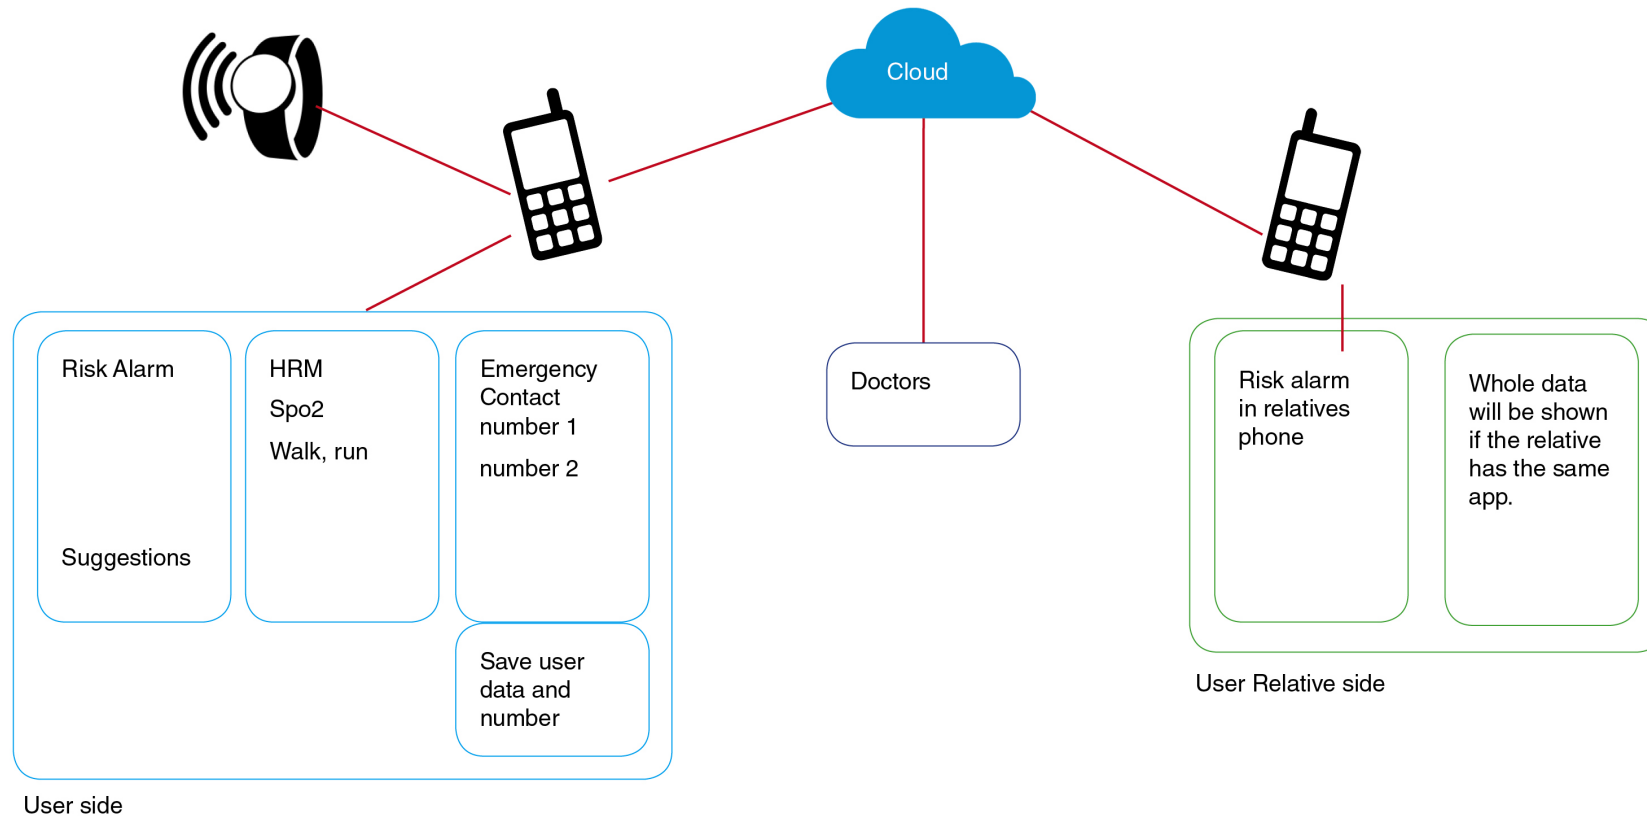 Cloud
Risk Alarm
Suggestions
HRM
Spo2
Walk, run
Emergency
Contact
number 1
number 2
Save user
data and
number
User side
Doctors
Risk alarm
in relatives
phone
Whole data
will be shown
if the relative
has the same
app.
User Relative side